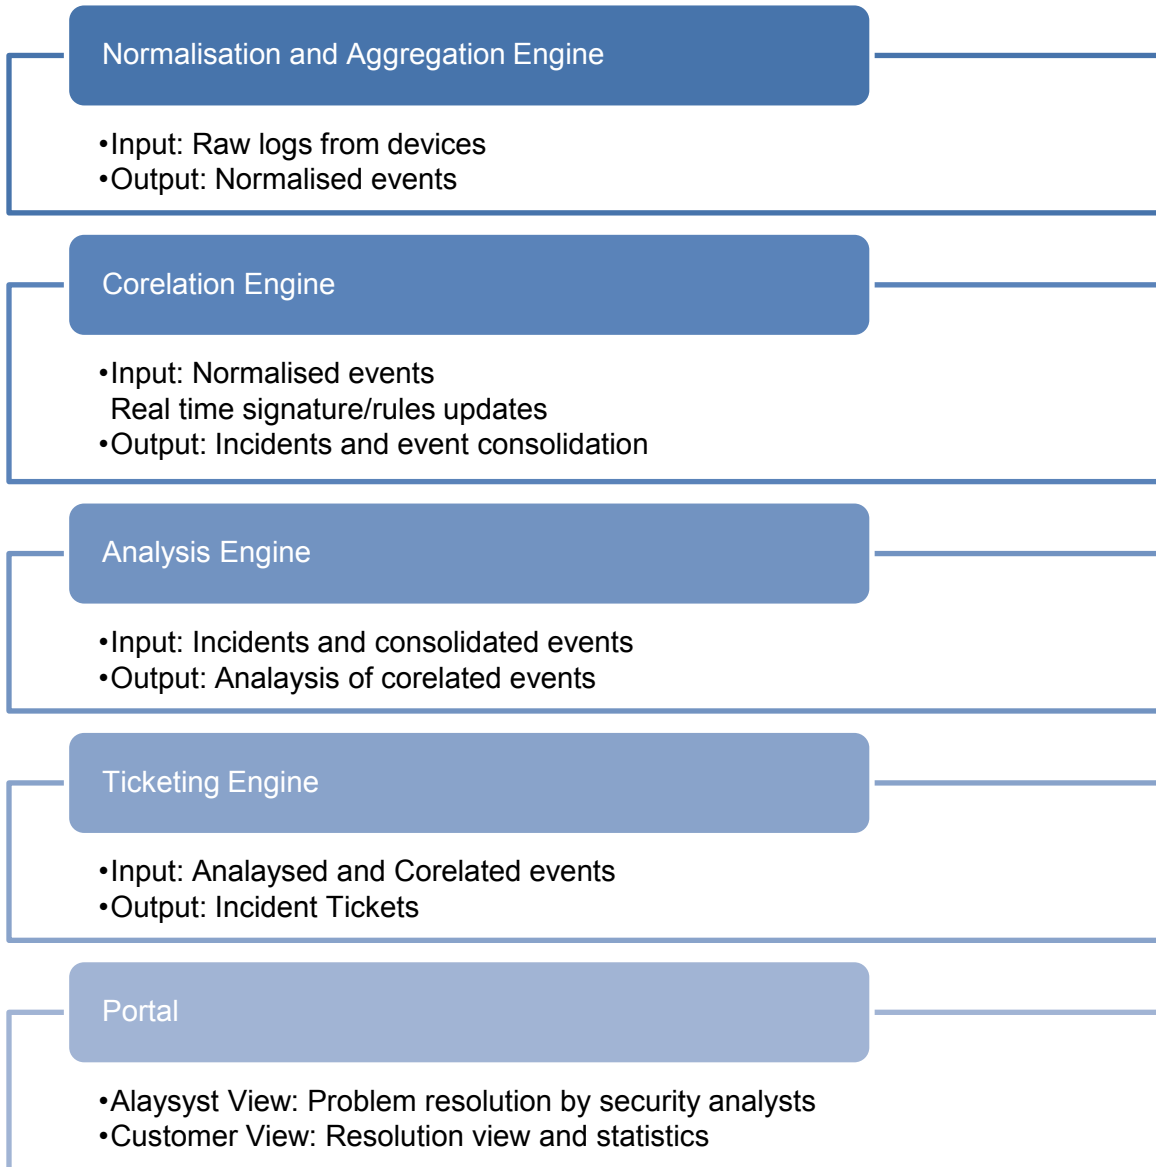 Normalisation and Aggregation Engine
•Input: Raw logs from devices
•Output: Normalised events
Corelation Engine
•Input: Normalised events
Real time signature/rules updates
•Output: Incidents and event consolidation
Analysis Engine
•Input: Incidents and consolidated events
•Output: Analaysis of corelated events
Ticketing Engine
•Input: Analaysed and Corelated events
•Output: Incident Tickets
Portal
•Alaysyst View: Problem resolution by security analysts
•Customer View: Resolution view and statistics